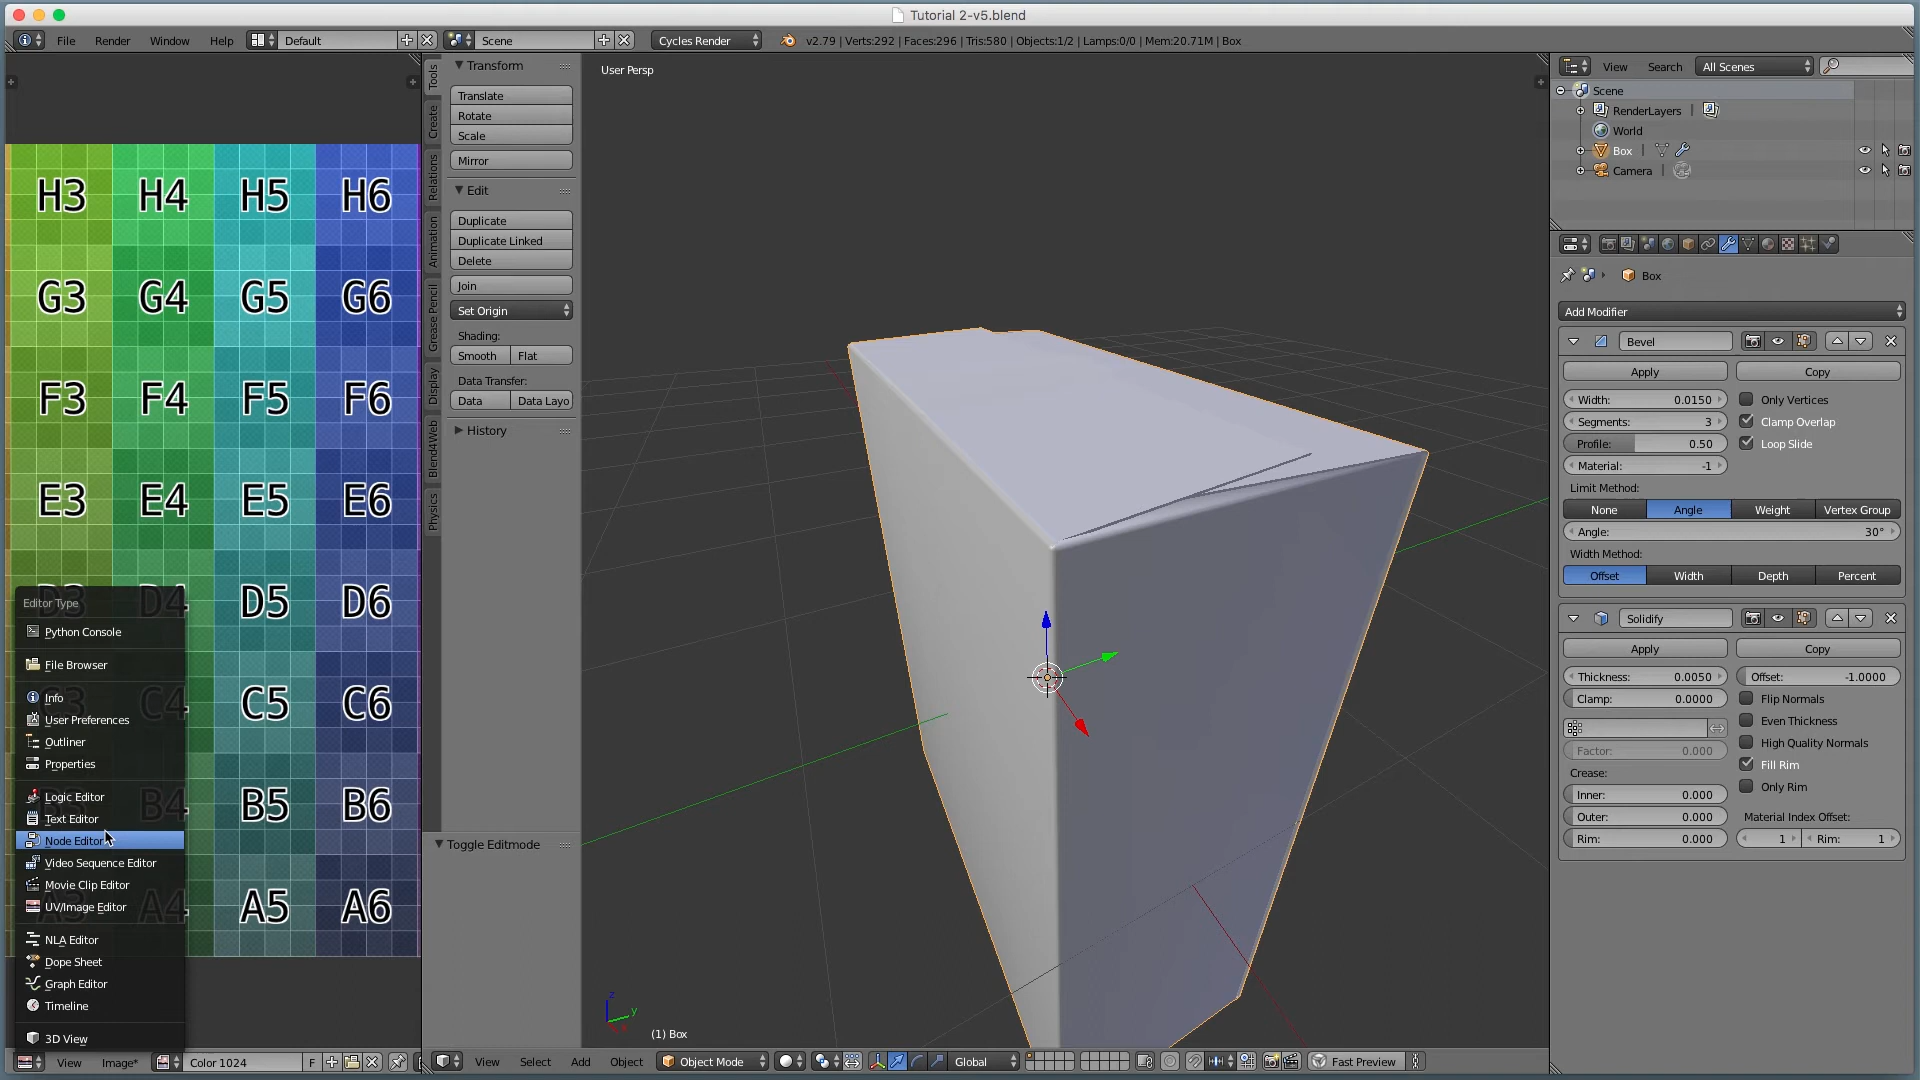 Tutorial 2-v5.blend
File Render Window Help Default Scene Cycles Render v2.79 | Verts:292 | Faces:296 | Tris:580 | Objects:1/2 | Lamps:0/0 | Mem:20.71M | Box
H3 H4 H5 H6
G3 G4 G5 G6
F3 F4 F5 F6
E3 E4 E5 E6
D3 D4 D5 D6
C3 C4 C5 C6
B4 B5 B6
A3 A4 A5 A6
Editor Type
Python Console
File Browser
Info
User Preferences
Outliner
Properties
Logic Editor
Text Editor
Node Editor
Video Sequence Editor
Movie Clip Editor
UV/Image Editor
NLA Editor
Dope Sheet
Graph Editor
Timeline
3D View
View Image* Color 1024 F
Tools
Create
Relations
Animation
Grease Pencil
Display
Blend4Web
Physics
Transform
Translate
Rotate
Scale
Mirror
Edit
Duplicate
Duplicate Linked
Delete
Join
Set Origin
Shading:
Smooth Flat
Data Transfer:
Data Data Layo
History
Toggle Editmode
User Persp
z
y
(1) Box
View Select Add Object Object Mode Global Fast Preview
View Search All Scenes
Scene
RenderLayers |
World
Box |
Camera |
Box
Add Modifier
Bevel
Apply Copy
Width: 0.0150 Only Vertices
Segments: 3 Clamp Overlap
Profile: 0.50 Loop Slide
Material: -1
Limit Method:
None Angle Weight Vertex Group
Angle: 30°
Width Method:
Offset Width Depth Percent
Solidify
Apply Copy
Thickness: 0.0050 Offset: -1.0000
Clamp: 0.0000 Flip Normals
Even Thickness
Factor: 0.000 High Quality Normals
Crease: Fill Rim
Inner: 0.000 Only Rim
Outer: 0.000 Material Index Offset:
Rim: 0.000 1 Rim: 1